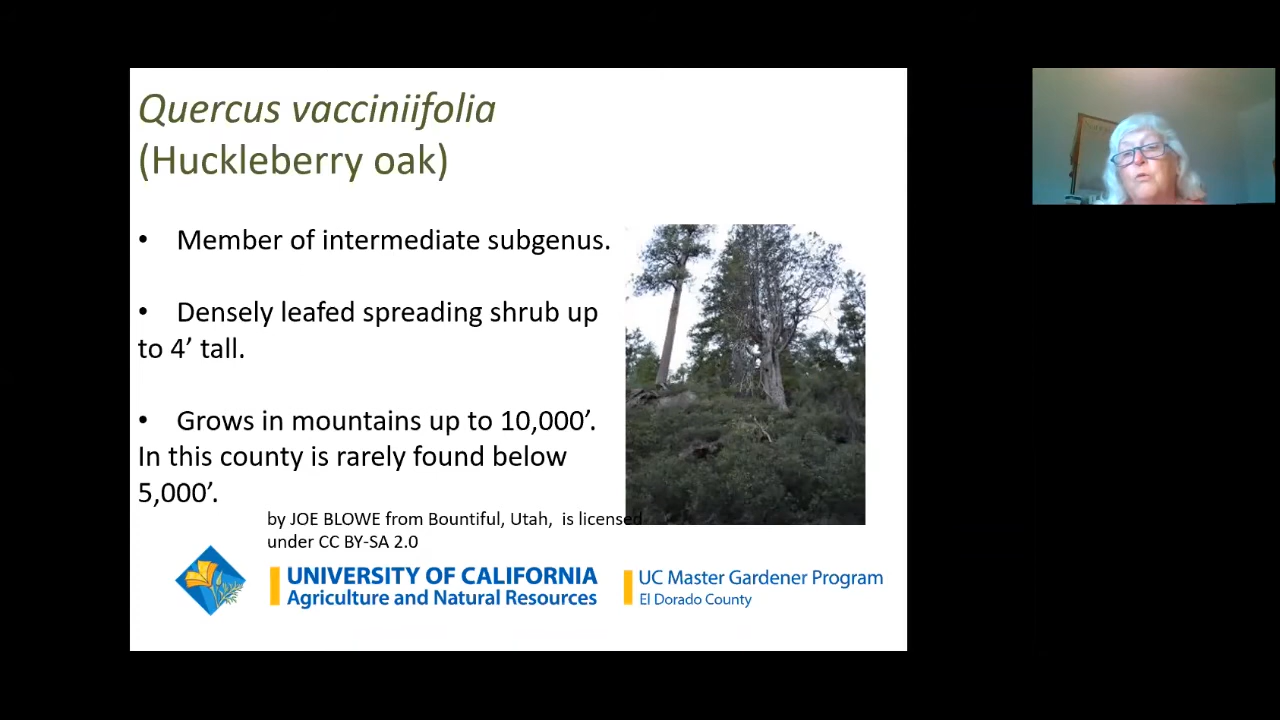 Quercus vacciniifolia
(Huckleberry oak)
• Member of intermediate subgenus.
• Densely leafed spreading shrub up
to 4’ tall.
• Grows in mountains up to 10,000’.
In this county is rarely found below
5,000’.
by JOE BLOWE from Bountiful, Utah, is licensed
under CC BY-SA 2.0
UNIVERSITY OF CALIFORNIA
Agriculture and Natural Resources
UC Master Gardener Program
El Dorado County